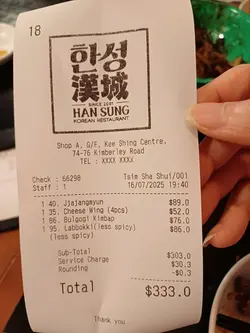 18
한성
漢城
SINCE 2001
HAN SUNG
KOREAN RESTAURANT
Shop A, G/F, Kee Shing Centre,
74-76 Kimberley Road
TEL : XXXX XXXX
Check : 66298 Tsim Sha Shui/001
Staff : 1 16/07/2025 19:40
1 40. Jjajangmyun $89.0
1 35. Cheese Wing (4pcs) $52.0
1 86. Bulgogi Kimbap $76.0
1 95. Labbokki(less spicy) $86.0
(less spicy)
Sub-Total $303.0
Service Charge $30.3
Rounding -$0.3
Total $333.0
Thank you